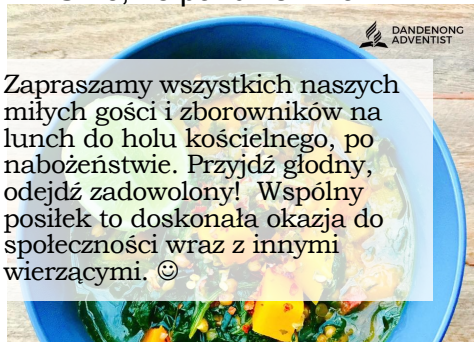 DANDENONG
ADVENTIST
Zapraszamy wszystkich naszych
miłych gości i zborowników na
lunch do holu kościelnego, po
nabożeństwie. Przyjdź głodny,
odejdź zadowolony! Wspólny
posiłek to doskonała okazja do
społeczności wraz z innymi
wierzącymi. ☺